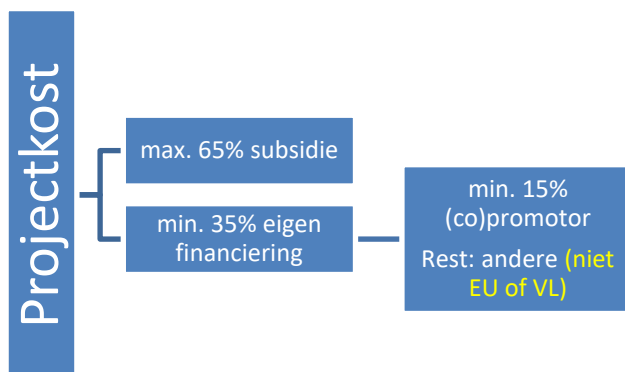 Projectkost
max. 65% subsidie
min. 35% eigen
financiering
min. 15%
(co)promotor
Rest: andere (niet
EU of VL)